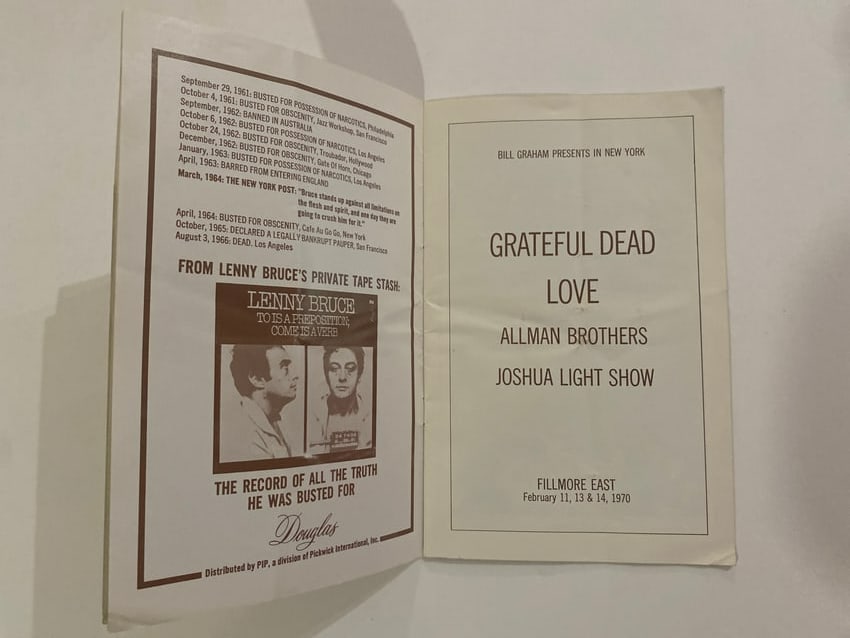 September 29, 1961: BUSTED FOR POSSESSION OF NARCOTICS, Philadelphia
October 4, 1961: BUSTED FOR OBSCENITY, Jazz Workshop, San Francisco
September, 1962: BANNED IN AUSTRALIA
October 6, 1962: BUSTED FOR POSSESSION OF NARCOTICS, Los Angeles
October 24, 1962: BUSTED FOR OBSCENITY, Troubador, Hollywood
December, 1962: BUSTED FOR OBSCENITY, Gate Of Horn, Chicago
January, 1963: BUSTED FOR POSSESSION OF NARCOTICS, Los Angeles
April, 1963: BARRED FROM ENTERING ENGLAND
March, 1964: THE NEW YORK POST: "Bruce stands up against all limitations on
the flesh and spirit, and one day they are
going to crush him for it."
April, 1964: BUSTED FOR OBSCENITY, Cafe Au Go Go, New York
October, 1965: DECLARED A LEGALLY BANKRUPT PAUPER, San Francisco
August 3, 1966: DEAD, Los Angeles
FROM LENNY BRUCE'S PRIVATE TAPE STASH:
LENNY BRUCE
TO IS A PREPOSITION;
COME IS A VERB
THE RECORD OF ALL THE TRUTH
HE WAS BUSTED FOR
Douglas
Distributed by PIP, a division of Pickwick International, Inc.
BILL GRAHAM PRESENTS IN NEW YORK
GRATEFUL DEAD
LOVE
ALLMAN BROTHERS
JOSHUA LIGHT SHOW
FILLMORE EAST
February 11, 13 & 14, 1970